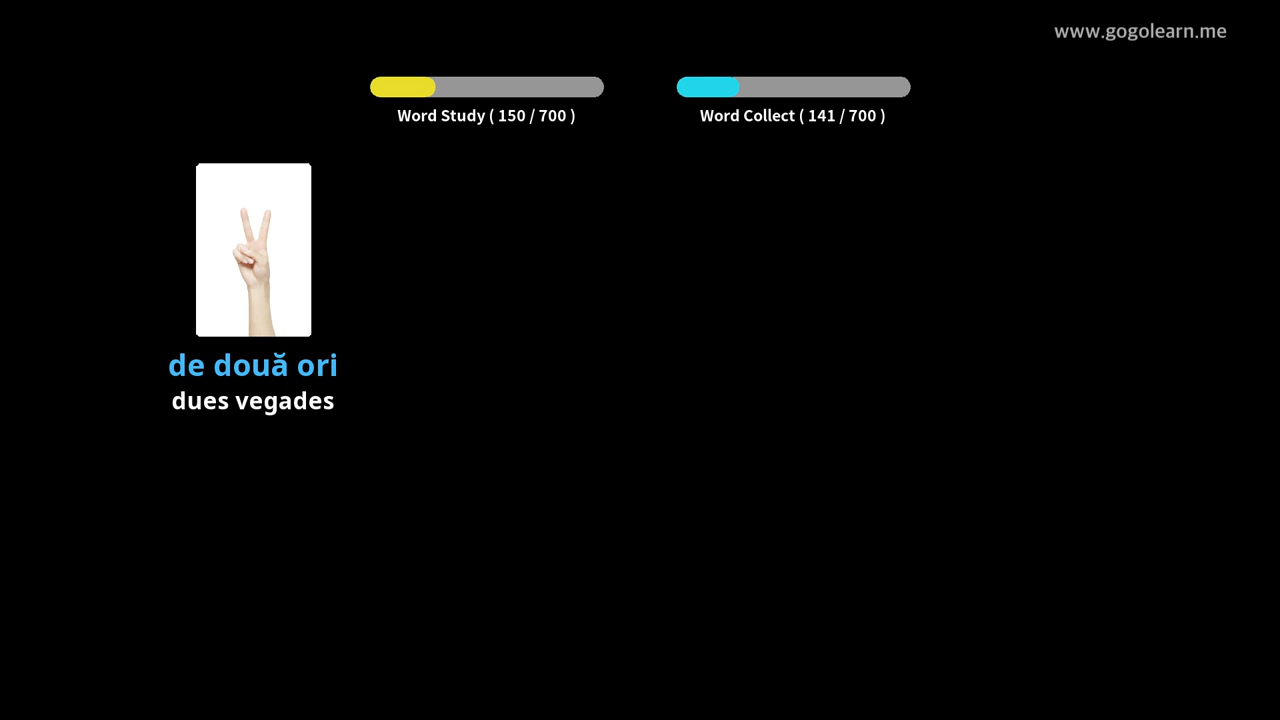 www.gogolearn.me
Word Study ( 150 / 700 )
Word Collect ( 141 / 700 )
de două ori
dues vegades